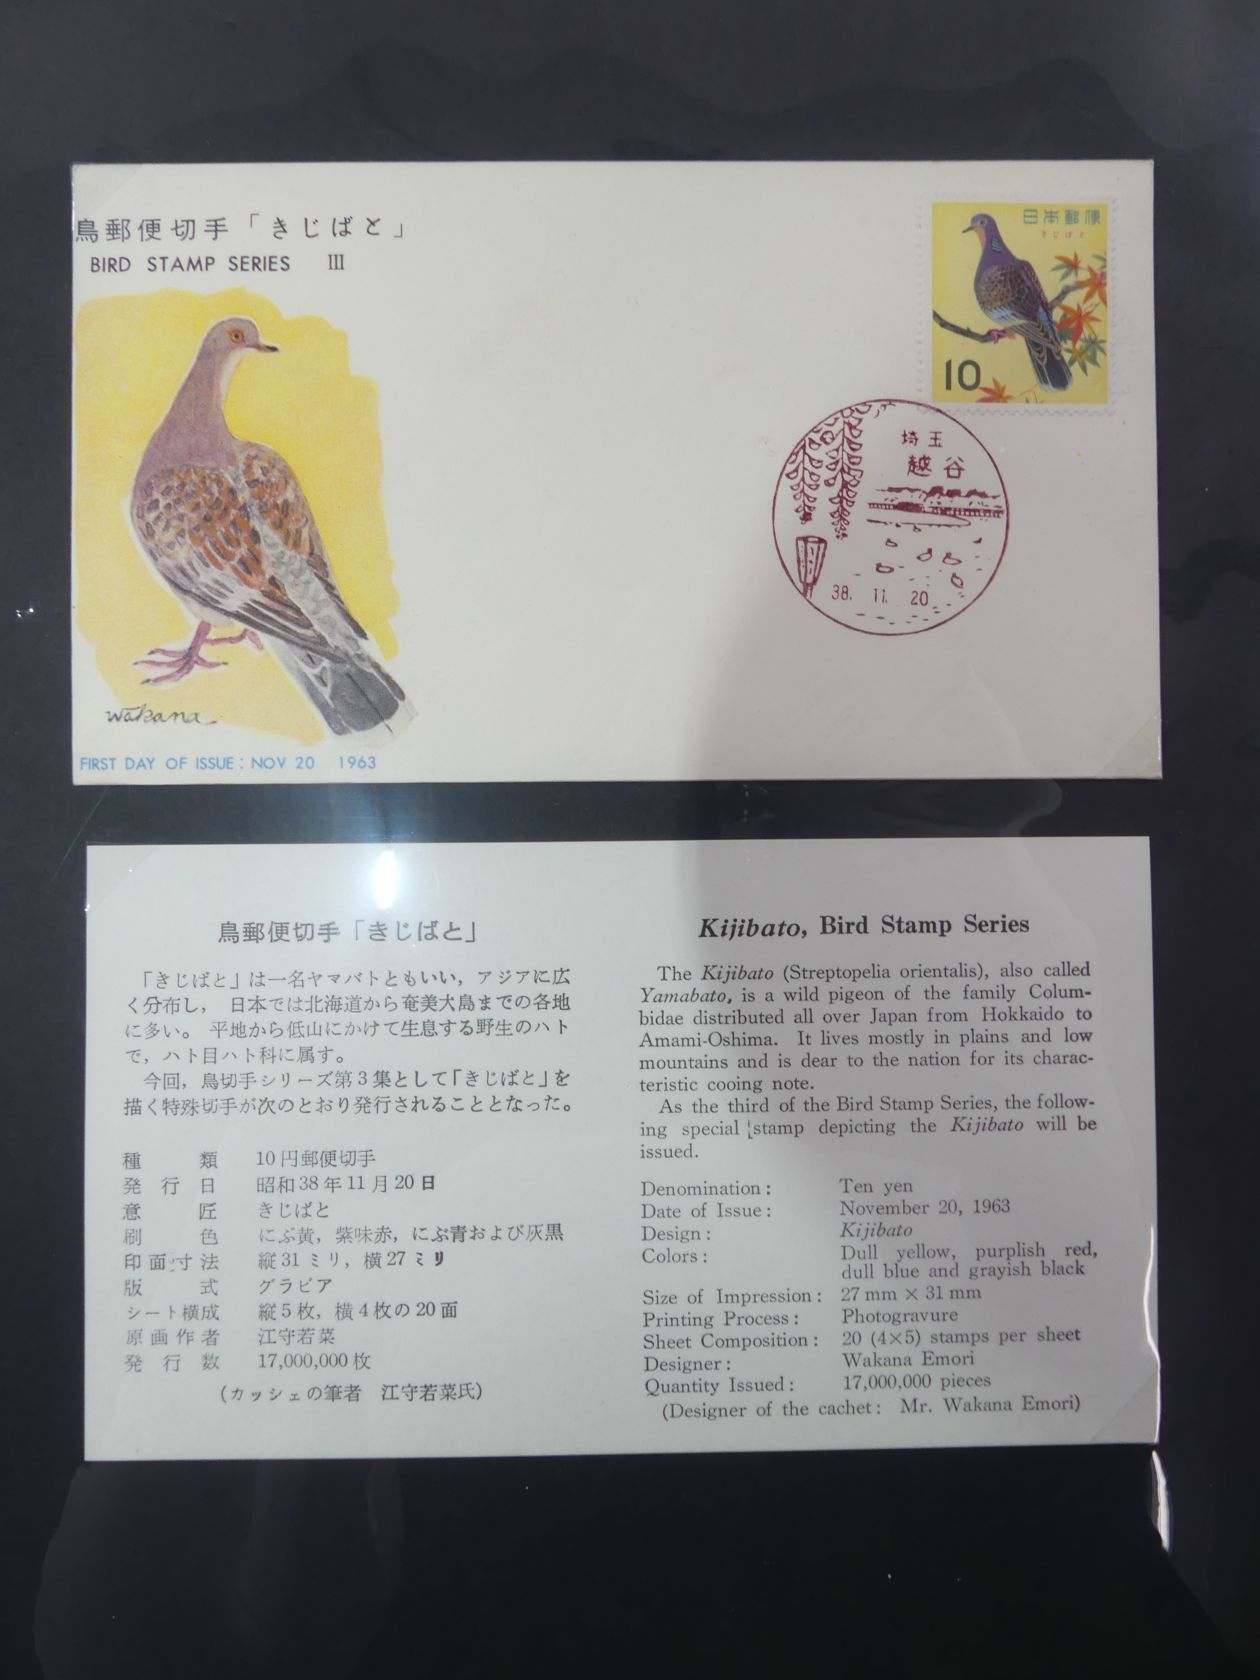 鳥郵便切手「きじばと」
BIRD STAMP SERIES III
日本郵便
きじばと
10
埼玉
越谷
38. 11. 20
Wakana
FIRST DAY OF ISSUE: NOV 20 1963
鳥郵便切手「きじばと」
「きじばと」は一名ヤマバトともいい，アジアに広
く分布し， 日本では北海道から奄美大島までの各地
に多い。 平地から低山にかけて生息する野生のハト
で，ハト目ハト科に属す。
今回，鳥切手シリーズ第3集として「きじばと」を
描く特殊切手が次のとおり発行されることとなった。
種類 10円郵便切手
発行日 昭和38年11月20日
意匠 きじばと
刷色 にぶ黄，紫味赤，にぶ青および灰黒
印面寸法 縦31ミリ，横27ミリ
版式 グラビア
シート構成 縦5枚，横4枚の20面
原画作者 江守若菜
発行数 17,000,000枚
（カッシェの筆者 江守若菜氏）
Kijibato, Bird Stamp Series
The Kijibato (Streptopelia orientalis), also called
Yamabato, is a wild pigeon of the family Colum-
bidae distributed all over Japan from Hokkaido to
Amami-Oshima. It lives mostly in plains and low
mountains and is dear to the nation for its charac-
teristic cooing note.
As the third of the Bird Stamp Series, the follow-
ing special stamp depicting the Kijibato will be
issued.
Denomination: Ten yen
Date of Issue: November 20, 1963
Design: Kijibato
Colors: Dull yellow, purplish red,
dull blue and grayish black
Size of Impression: 27 mm × 31 mm
Printing Process: Photogravure
Sheet Composition: 20 (4×5) stamps per sheet
Designer: Wakana Emori
Quantity Issued: 17,000,000 pieces
(Designer of the cachet: Mr. Wakana Emori)